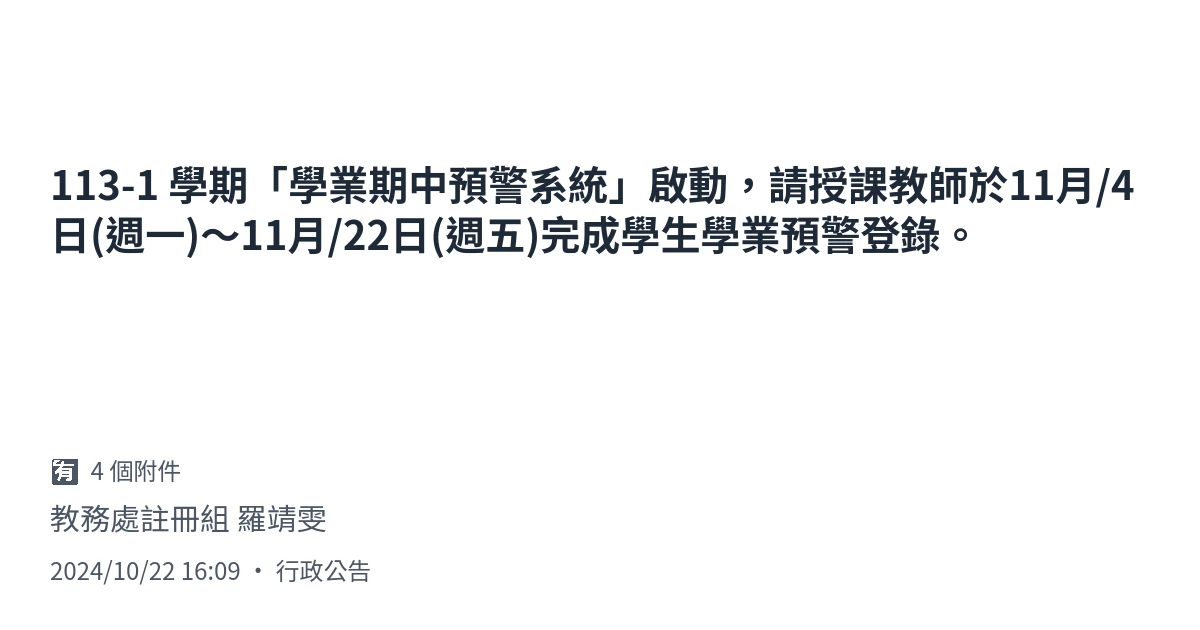 113-1 學期「學業期中預警系統」啟動，請授課教師於11月/4
日(週一)～11月/22日(週五)完成學生學業預警登錄。
🈶 4 個附件
教務處註冊組 羅靖雯
2024/10/22 16:09 ・ 行政公告